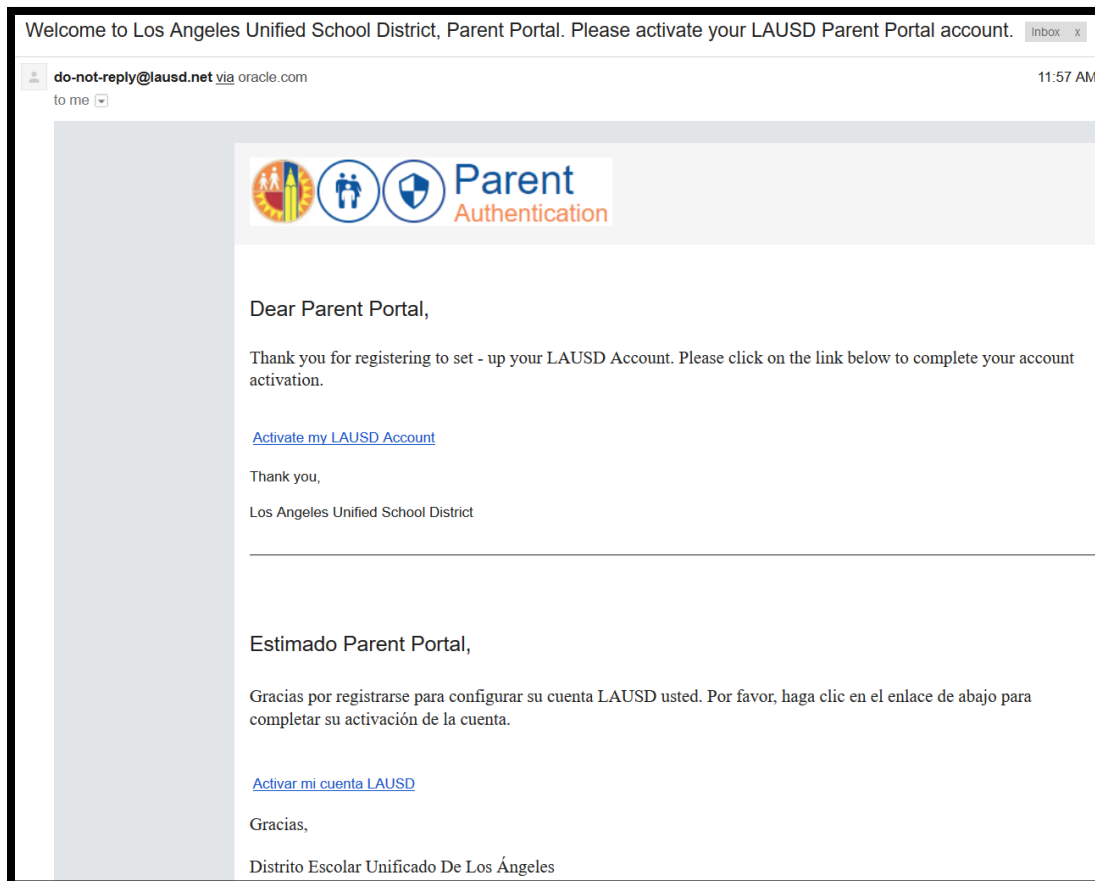 Welcome to Los Angeles Unified School District, Parent Portal. Please activate your LAUSD Parent Portal account. Inbox x
do-not-reply@lausd.net via oracle.com 11:57 AM
to me
Parent
Authentication
Dear Parent Portal,
Thank you for registering to set - up your LAUSD Account. Please click on the link below to complete your account
activation.
Activate my LAUSD Account
Thank you,
Los Angeles Unified School District
Estimado Parent Portal,
Gracias por registrarse para configurar su cuenta LAUSD usted. Por favor, haga clic en el enlace de abajo para
completar su activación de la cuenta.
Activar mi cuenta LAUSD
Gracias,
Distrito Escolar Unificado De Los Ángeles